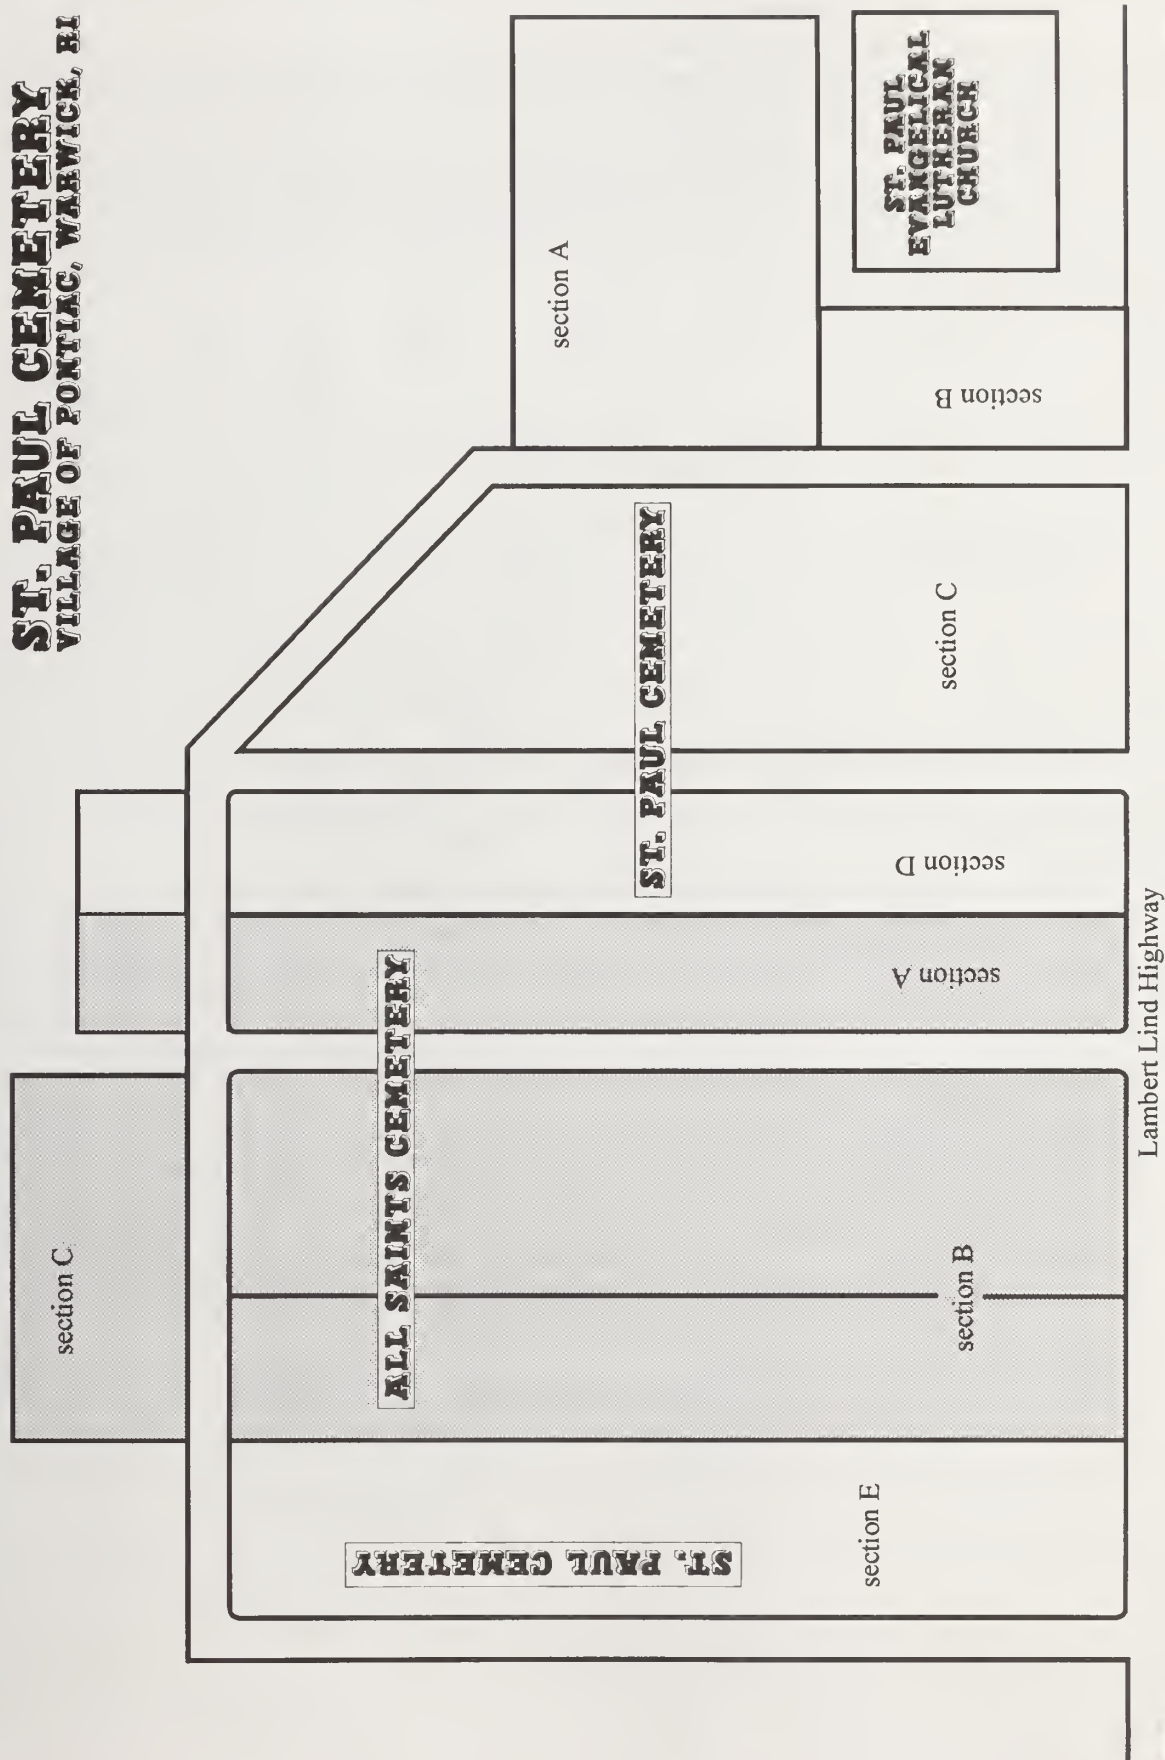 ST. PAUL CEMETERY
VILLAGE OF PONTIAC, WARWICK, RI
section C
section A
ST. PAUL
EVANGELICAL
LUTHERAN
CHURCH
section B
ST. PAUL CEMETERY
section C
section D
ALL SAINTS CEMETERY
section A
section B
ST. PAUL CEMETERY
section E
Lambert Lind Highway